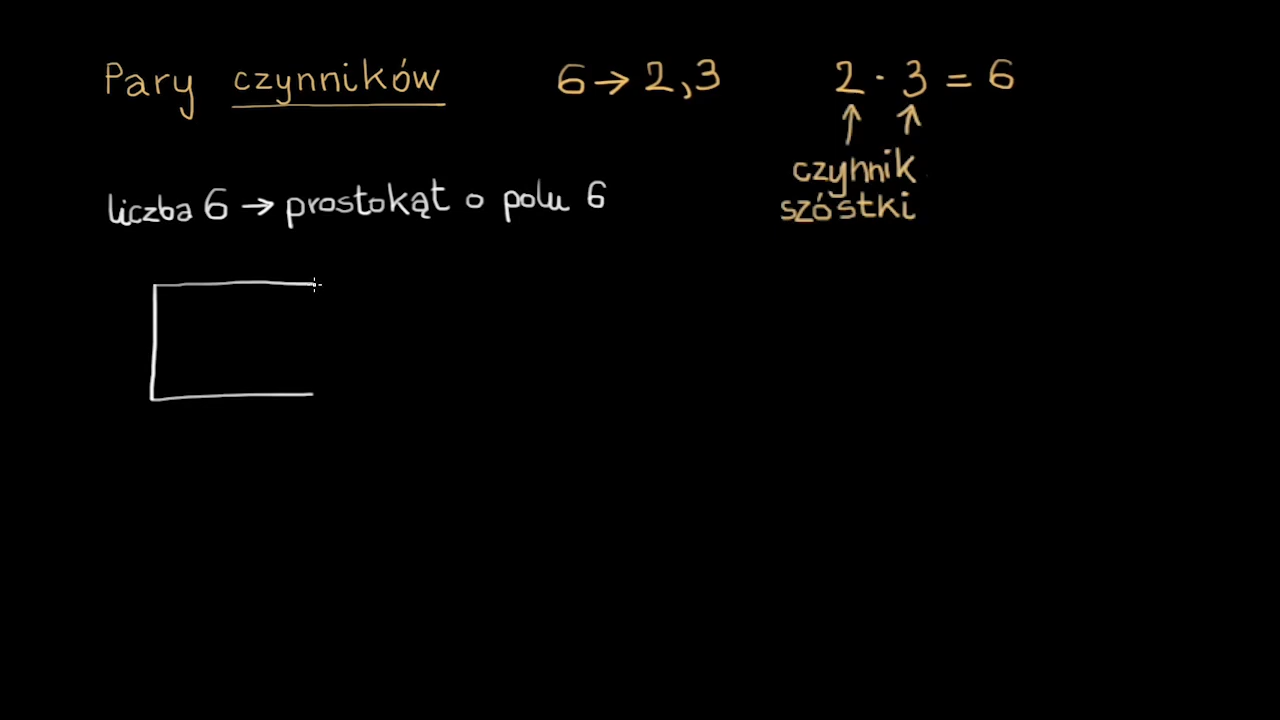 Pary czynników 6 → 2,3 2 · 3 = 6
czynnik
szóstki
liczba 6 → prostokąt o polu 6